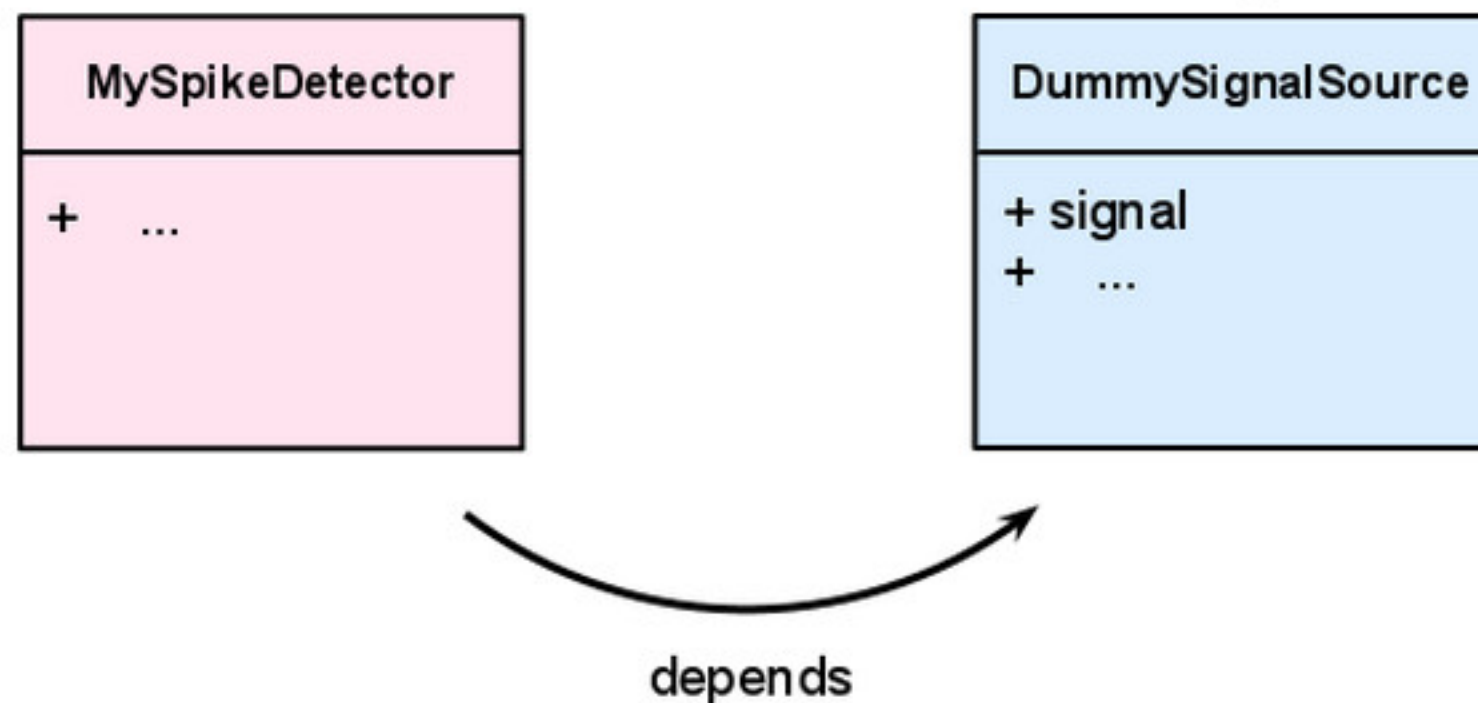 MySpikeDetector
+ ...
DummySignalSource
+ signal
+ ...
depends